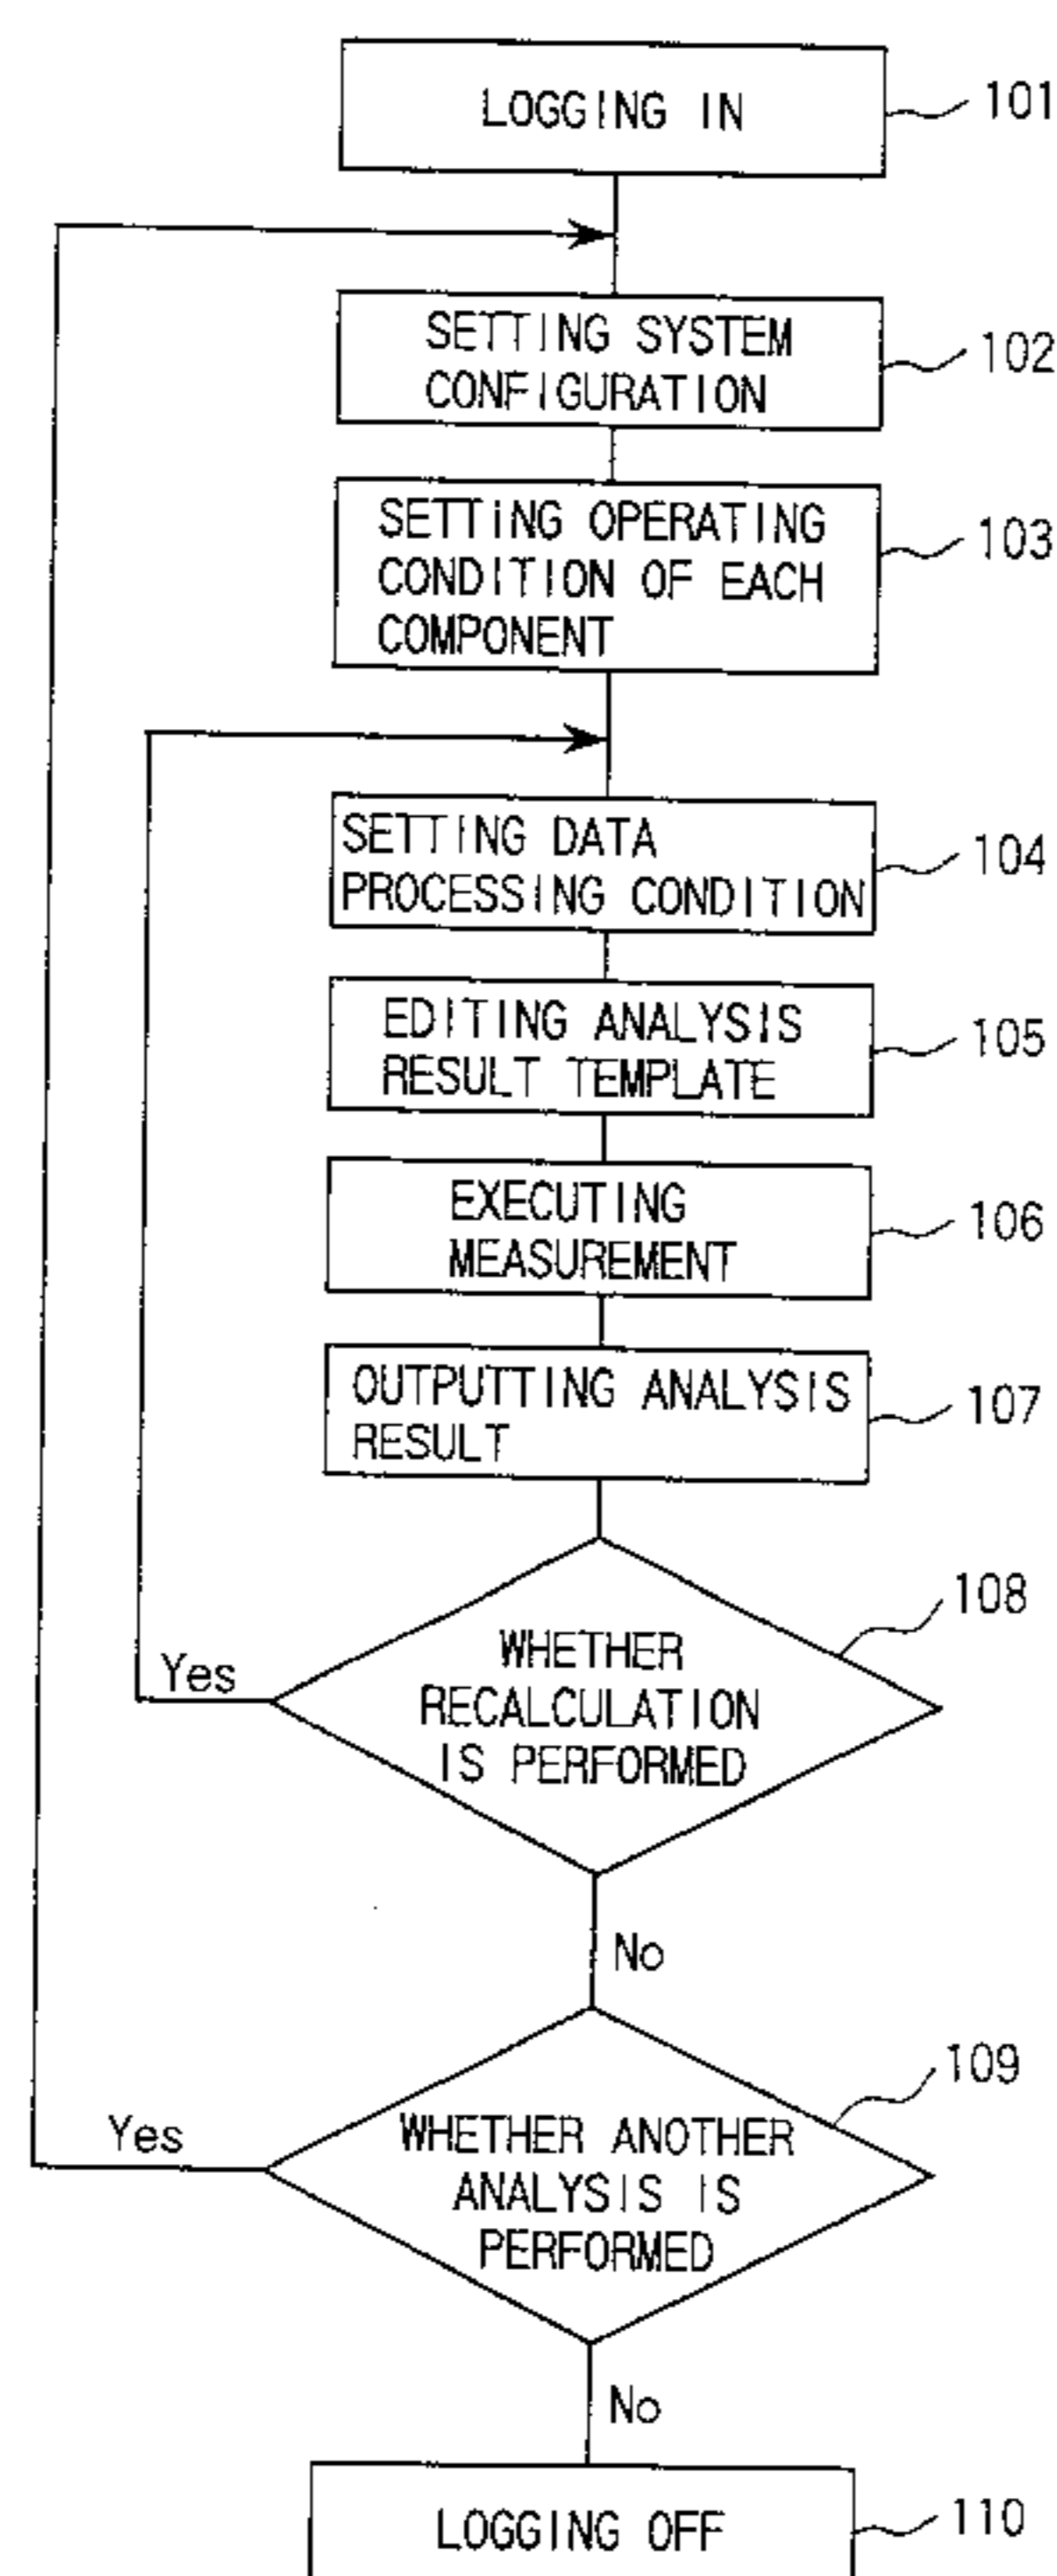 LOGGING IN
101
SETTING SYSTEM
CONFIGURATION
102
SETTING OPERATING
CONDITION OF EACH
COMPONENT
103
SETTING DATA
PROCESSING CONDITION
104
EDITING ANALYSIS
RESULT TEMPLATE
105
EXECUTING
MEASUREMENT
106
OUTPUTTING ANALYSIS
RESULT
107
WHETHER
RECALCULATION
IS PERFORMED
108
Yes
No
WHETHER ANOTHER
ANALYSIS IS
PERFORMED
109
Yes
No
LOGGING OFF
110